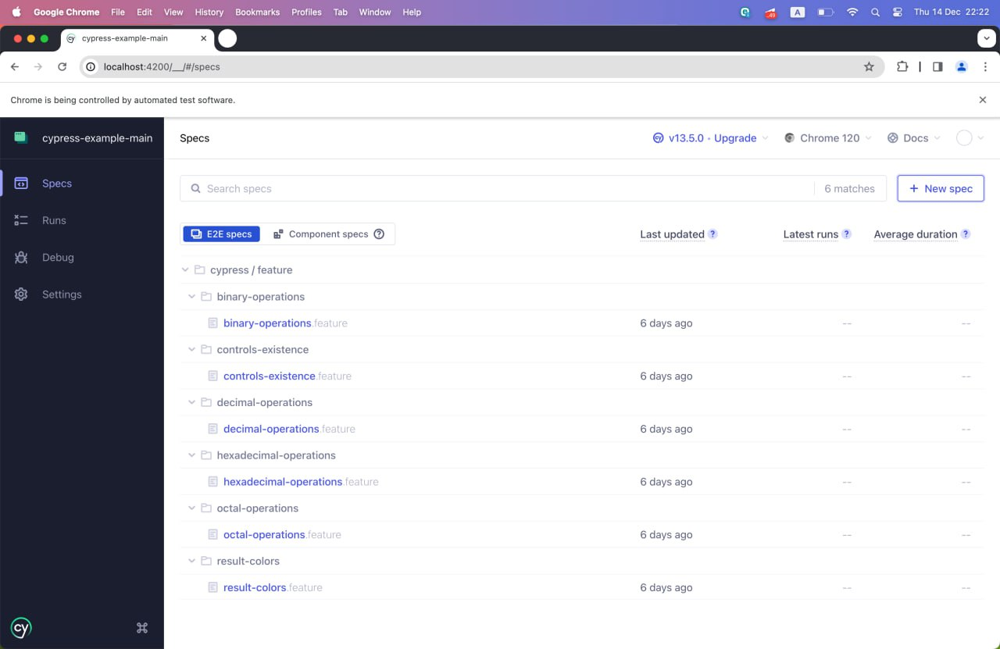 Google Chrome File Edit View History Bookmarks Profiles Tab Window Help A Thu 14 Dec 22:22
cy cypress-example-main
localhost:4200/__/#/specs
Chrome is being controlled by automated test software.
cypress-example-main
Specs v13.5.0 • Upgrade Chrome 120 Docs
Specs
Runs
Debug
Settings
Search specs 6 matches + New spec
E2E specs Component specs ? Last updated ? Latest runs ? Average duration ?
cypress / feature
binary-operations
binary-operations.feature 6 days ago -- --
controls-existence
controls-existence.feature 6 days ago -- --
decimal-operations
decimal-operations.feature 6 days ago -- --
hexadecimal-operations
hexadecimal-operations.feature 6 days ago -- --
octal-operations
octal-operations.feature 6 days ago -- --
result-colors
result-colors.feature 6 days ago -- --
cy ⌘